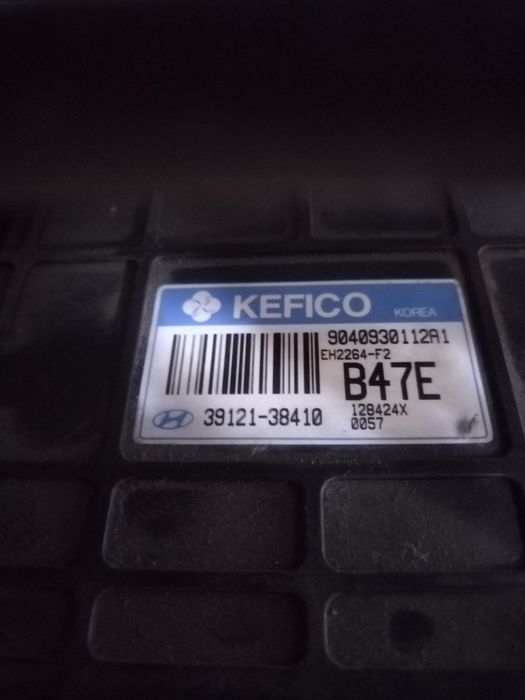 KEFICO KOREA
9040930112A1
EH2264-F2
B47E
39121-38410
128424X
0057